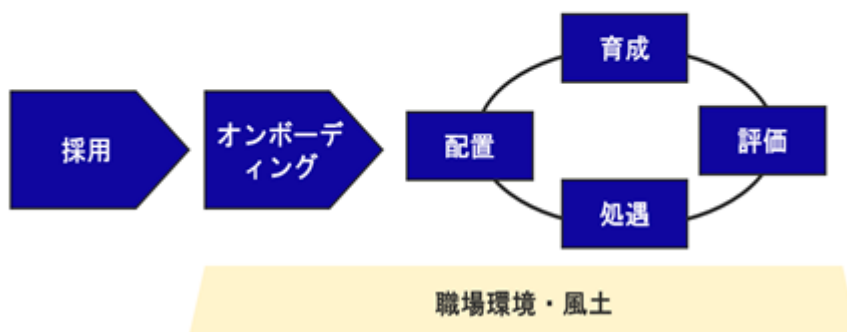 採用
オンボーデ
ィング
育成
配置
評価
処遇
職場環境・風土